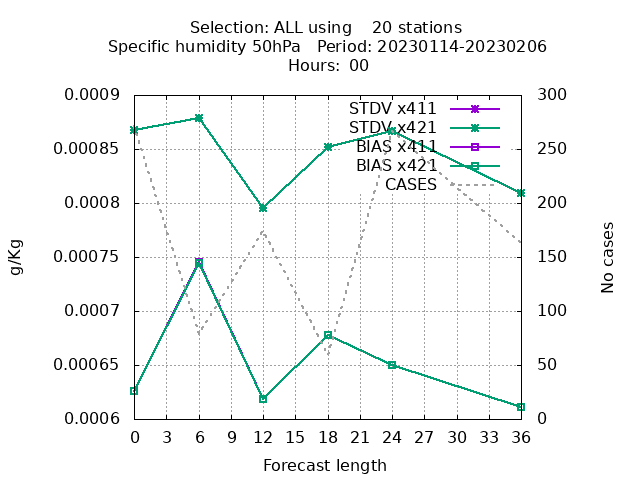 Selection: ALL using    20 stations
Specific humidity 50hPa   Period: 20230114-20230206
Hours:  00
0.0009
0.00085
0.0008
0.00075
0.0007
0.00065
0.0006
g/Kg
STDV x411
STDV x421
BIAS x411
BIAS x421
CASES
300
250
200
150
100
50
0
No cases
0 3 6 9 12 15 18 21 24 27 30 33 36
Forecast length